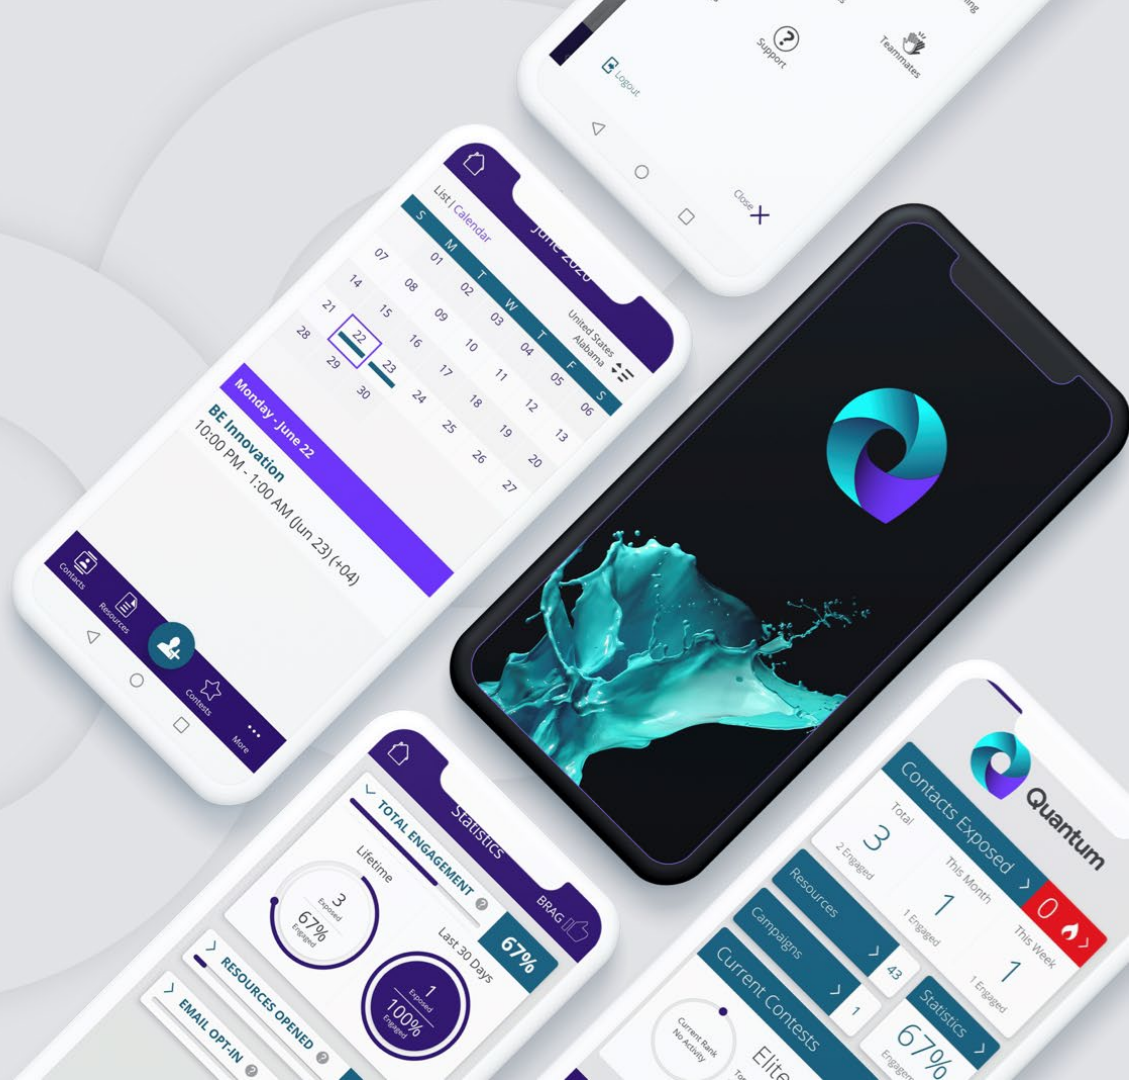 Support
Teammates
Logout
Close
June 2020
List | Calendar
United States
Alabama
S M T W T F S
01 02 03 04 05 06
07 08 09 10 11 12 13
14 15 16 17 18 19 20
21 22 23 24 25 26 27
28 29 30
Monday - June 22
BE Innovation
10:00 PM - 1:00 AM (Jun 23) (+04)
Contacts
Resources
Contests
More
Statistics
BRAG
TOTAL ENGAGEMENT
67%
Lifetime
3
Exposed
67%
Engaged
Last 30 Days
1
Exposed
100%
Engaged
RESOURCES OPENED
EMAIL OPT-IN
Quantum
Contacts Exposed
0
Total
3
2 Engaged
This Month
1
1 Engaged
This Week
1
1 Engaged
Resources
43
Campaigns
1
Statistics
67%
Current Contests
Current Rank
No Activity
Elite